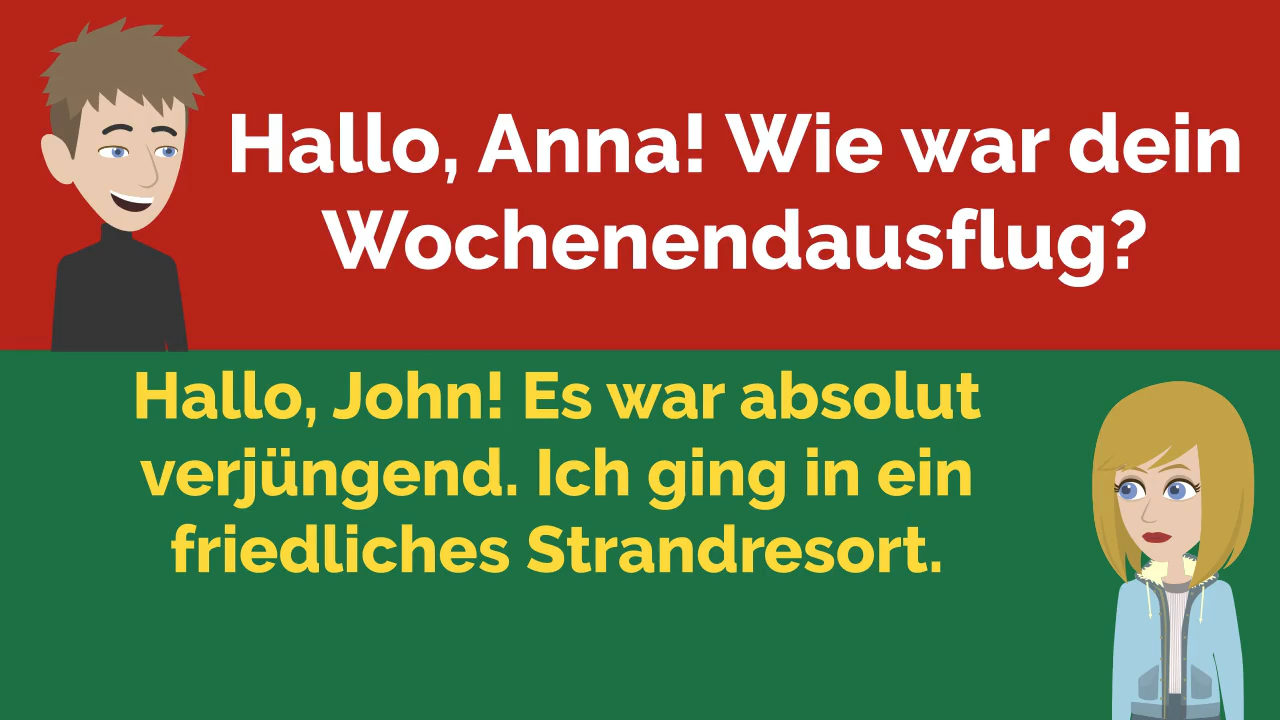 Hallo, Anna! Wie war dein
Wochenendausflug?
Hallo, John! Es war absolut
verjüngend. Ich ging in ein
friedliches Strandresort.